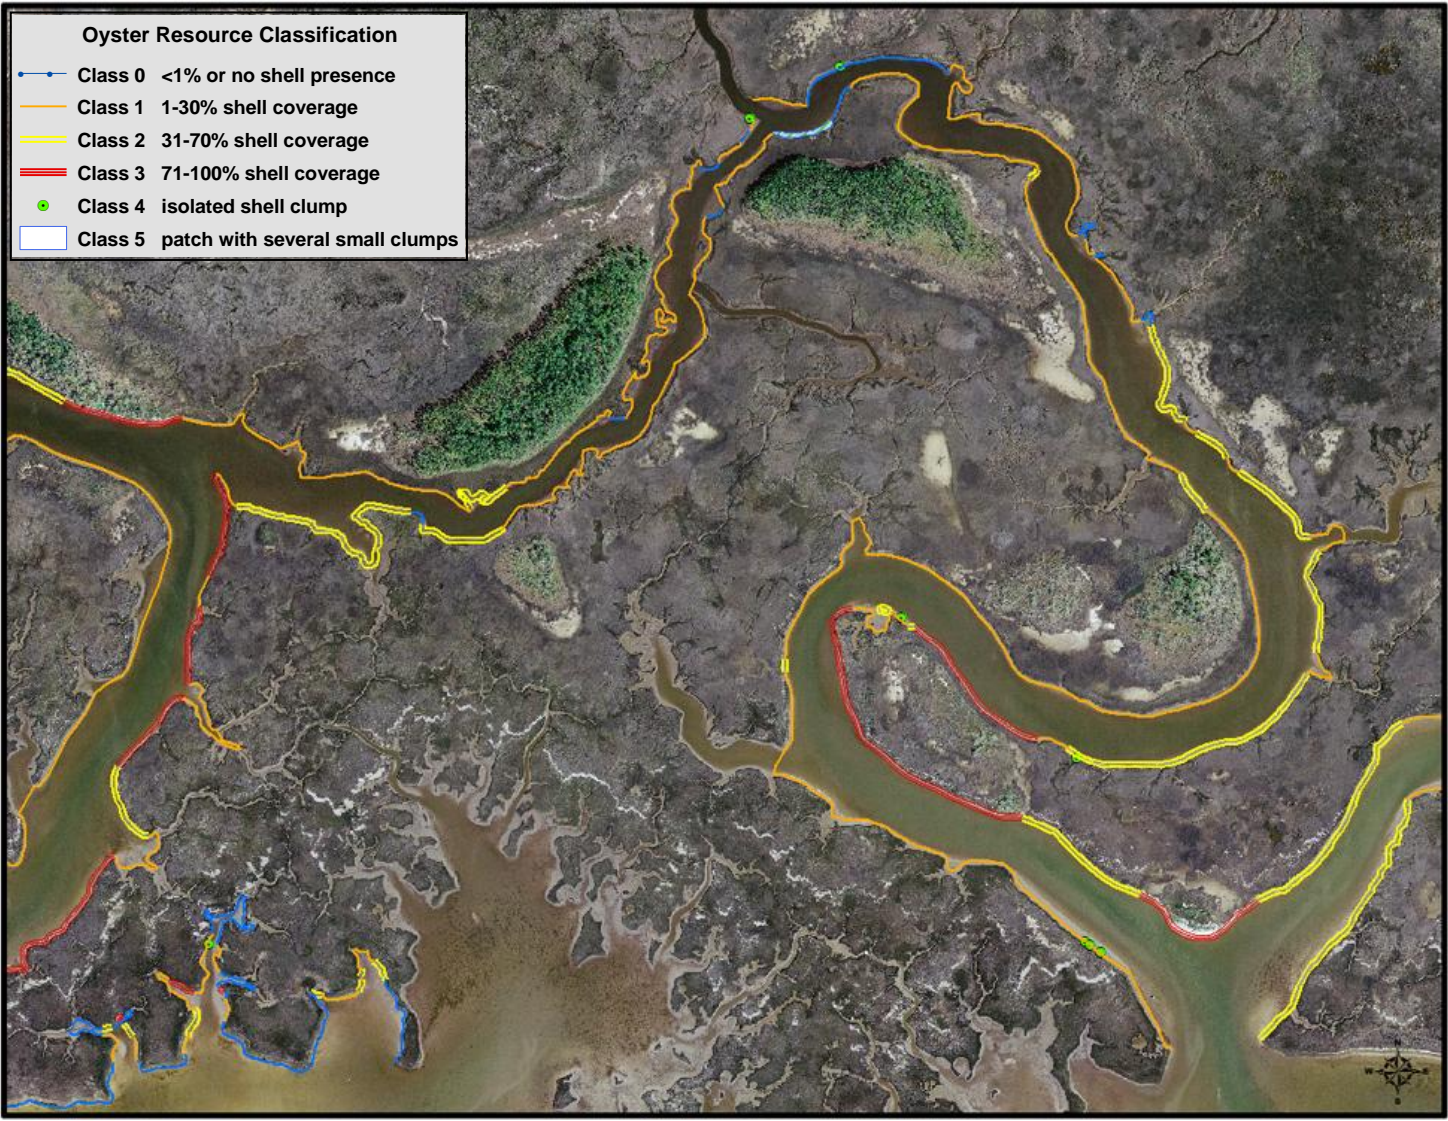 Oyster Resource Classification
Class 0 <1% or no shell presence
Class 1 1-30% shell coverage
Class 2 31-70% shell coverage
Class 3 71-100% shell coverage
Class 4 isolated shell clump
Class 5 patch with several small clumps
N
W E
S